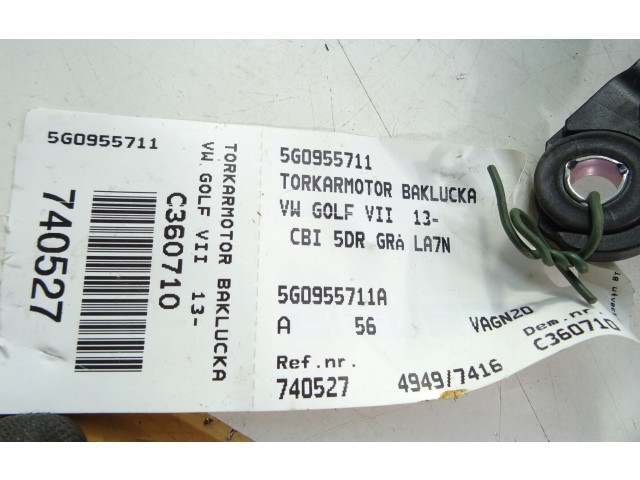 5G0955711
TORKARMOTOR BAKLUCKA
VW GOLF VII 13-
C360710
740527
5G0955711
TORKARMOTOR BAKLUCKA
VW GOLF VII 13-
CBI 5DR GRÅ LA7N
5G0955711A
A 56
VAGN20
Dem.nr.
C360710
Ref.nr.
740527
4949/7416